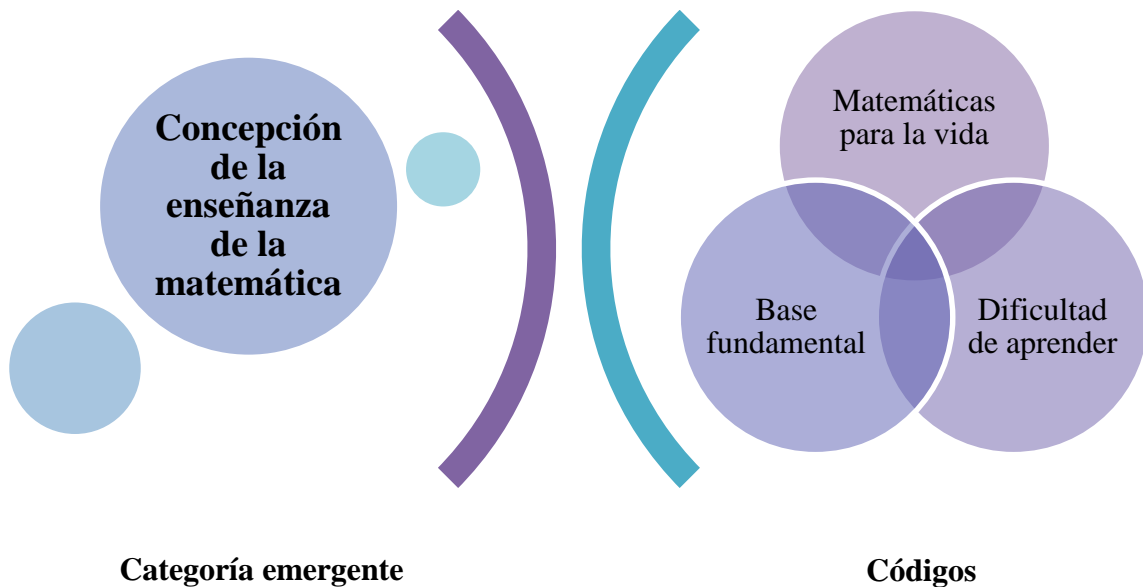 Concepción
de la
enseñanza
de la
matemática
Matemáticas
para la vida
Base
fundamental
Dificultad
de aprender
Categoría emergente
Códigos